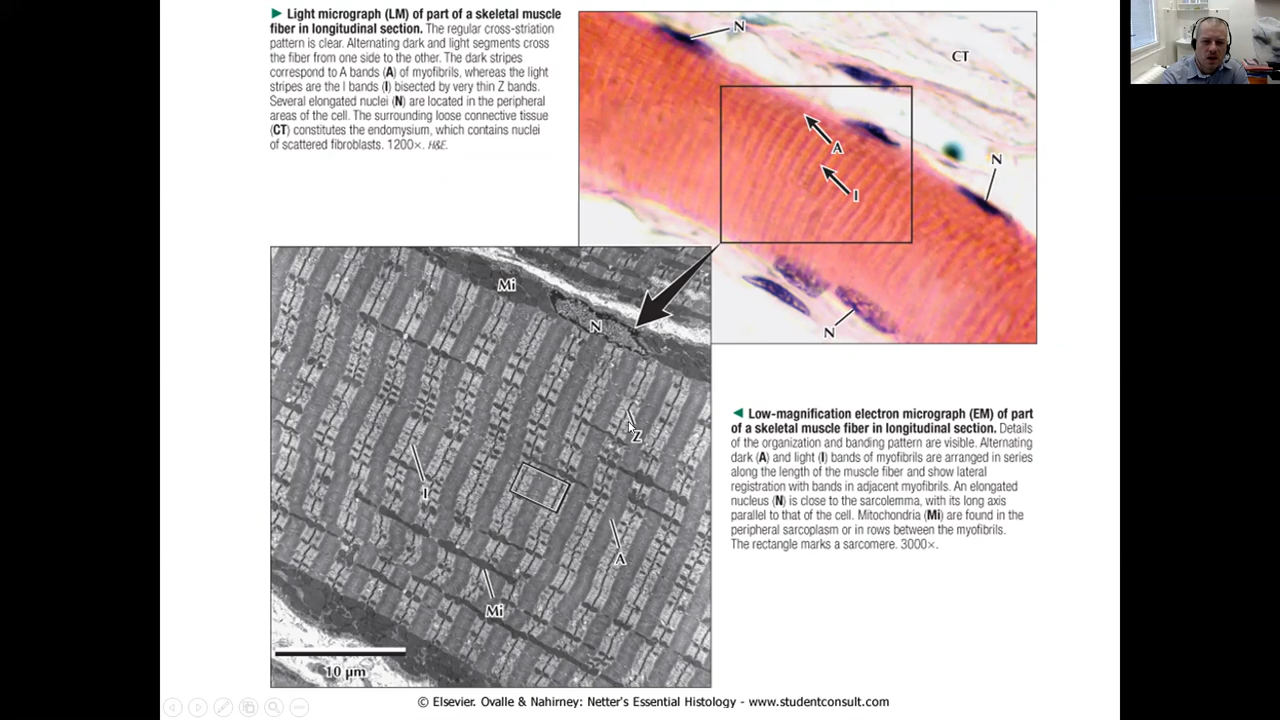 ► Light micrograph (LM) of part of a skeletal muscle
fiber in longitudinal section. The regular cross-striation
pattern is clear. Alternating dark and light segments cross
the fiber from one side to the other. The dark stripes
correspond to A bands (A) of myofibrils, whereas the light
stripes are the I bands (I) bisected by very thin Z bands.
Several elongated nuclei (N) are located in the peripheral
areas of the cell. The surrounding loose connective tissue
(CT) constitutes the endomysium, which contains nuclei
of scattered fibroblasts. 1200×. H&E.
N
CT
A
N
I
N
Mi
N
Z
I
A
Mi
10 µm
◄ Low-magnification electron micrograph (EM) of part
of a skeletal muscle fiber in longitudinal section. Details
of the organization and banding pattern are visible. Alternating
dark (A) and light (I) bands of myofibrils are arranged in series
along the length of the muscle fiber and show lateral
registration with bands in adjacent myofibrils. An elongated
nucleus (N) is close to the sarcolemma, with its long axis
parallel to that of the cell. Mitochondria (Mi) are found in the
peripheral sarcoplasm or in rows between the myofibrils.
The rectangle marks a sarcomere. 3000×.
© Elsevier. Ovalle & Nahirney: Netter's Essential Histology - www.studentconsult.com